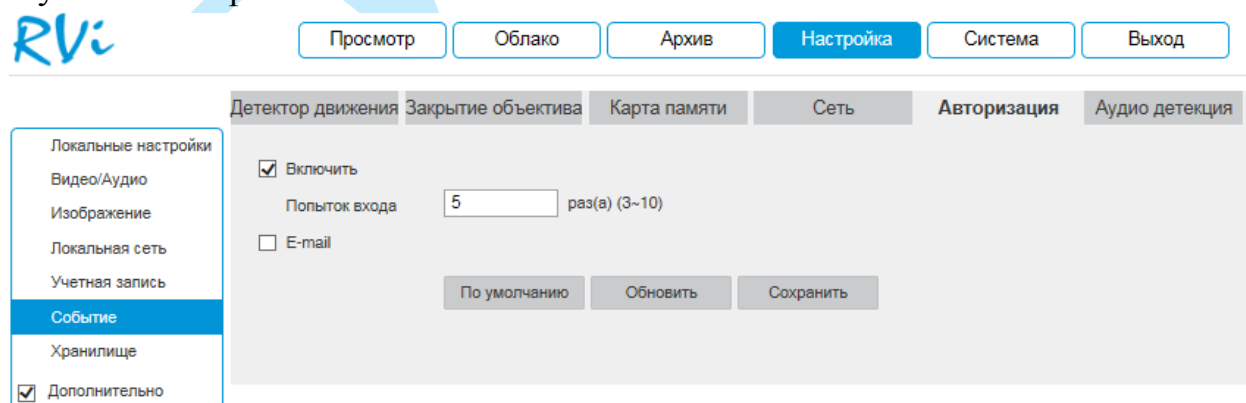 RVi
Просмотр Облако Архив Настройка Система Выход
Детектор движения Закрытие объектива Карта памяти Сеть Авторизация Аудио детекция
Локальные настройки
Видео/Аудио
Изображение
Локальная сеть
Учетная запись
Событие
Хранилище
Дополнительно
Включить
Попыток входа 5 раз(а) (3~10)
E-mail
По умолчанию Обновить Сохранить